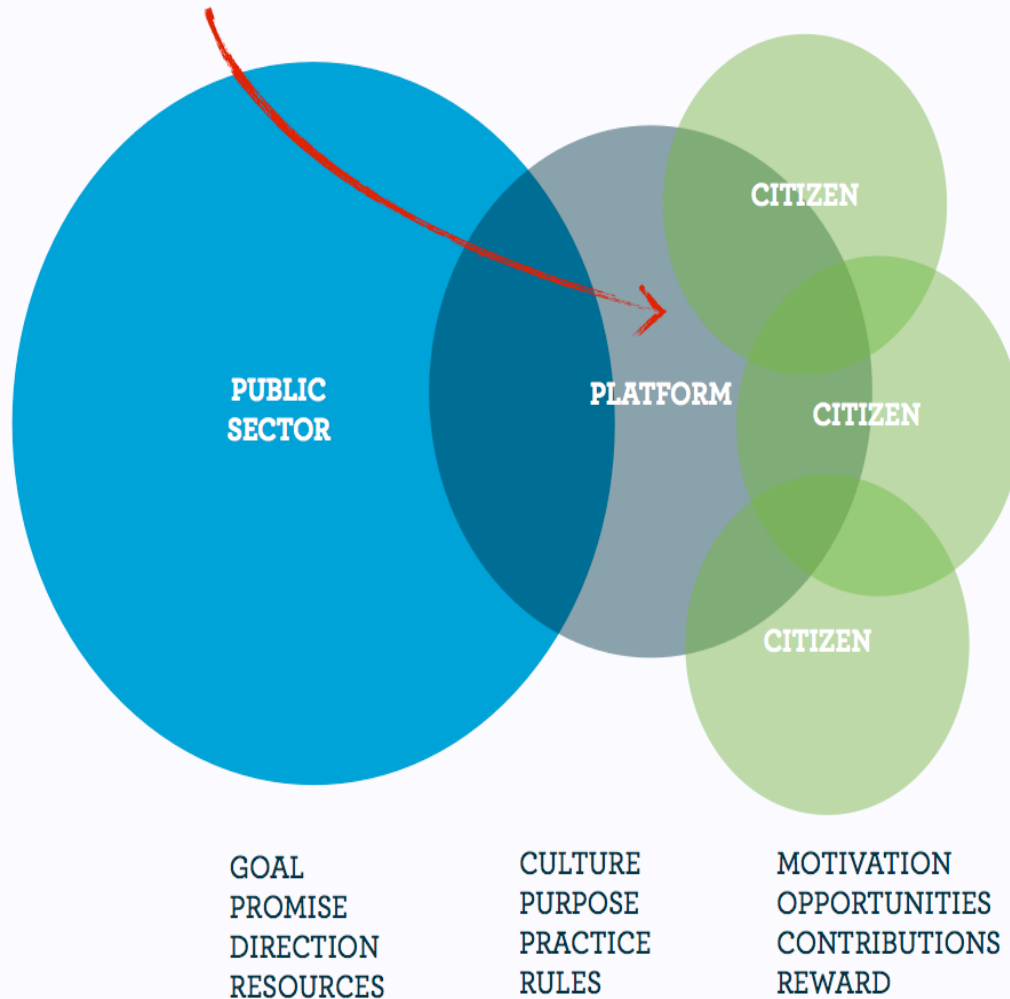 CITIZEN
PUBLIC
SECTOR
PLATFORM
CITIZEN
CITIZEN
GOAL
PROMISE
DIRECTION
RESOURCES
CULTURE
PURPOSE
PRACTICE
RULES
MOTIVATION
OPPORTUNITIES
CONTRIBUTIONS
REWARD